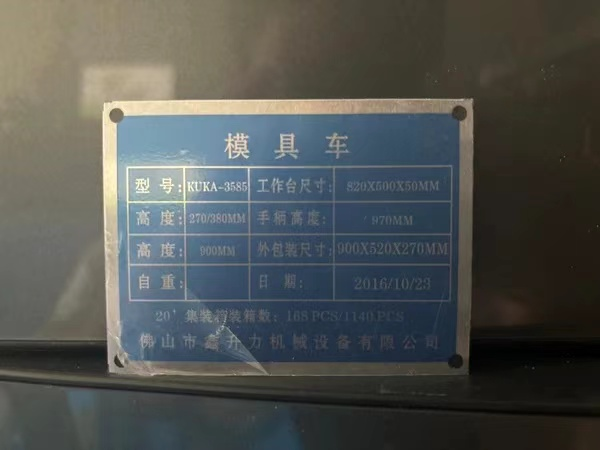 模具车
型号: KUKA-3585 工作台尺寸: 820X500X50MM
高度: 270/380MM 手柄高度: 970MM
高度: 900MM 外包装尺寸: 900X520X270MM
自重: 日期: 2016/10/23
20' 集装箱装箱数: 168 PCS/1140 PCS
佛山市鑫升力机械设备有限公司